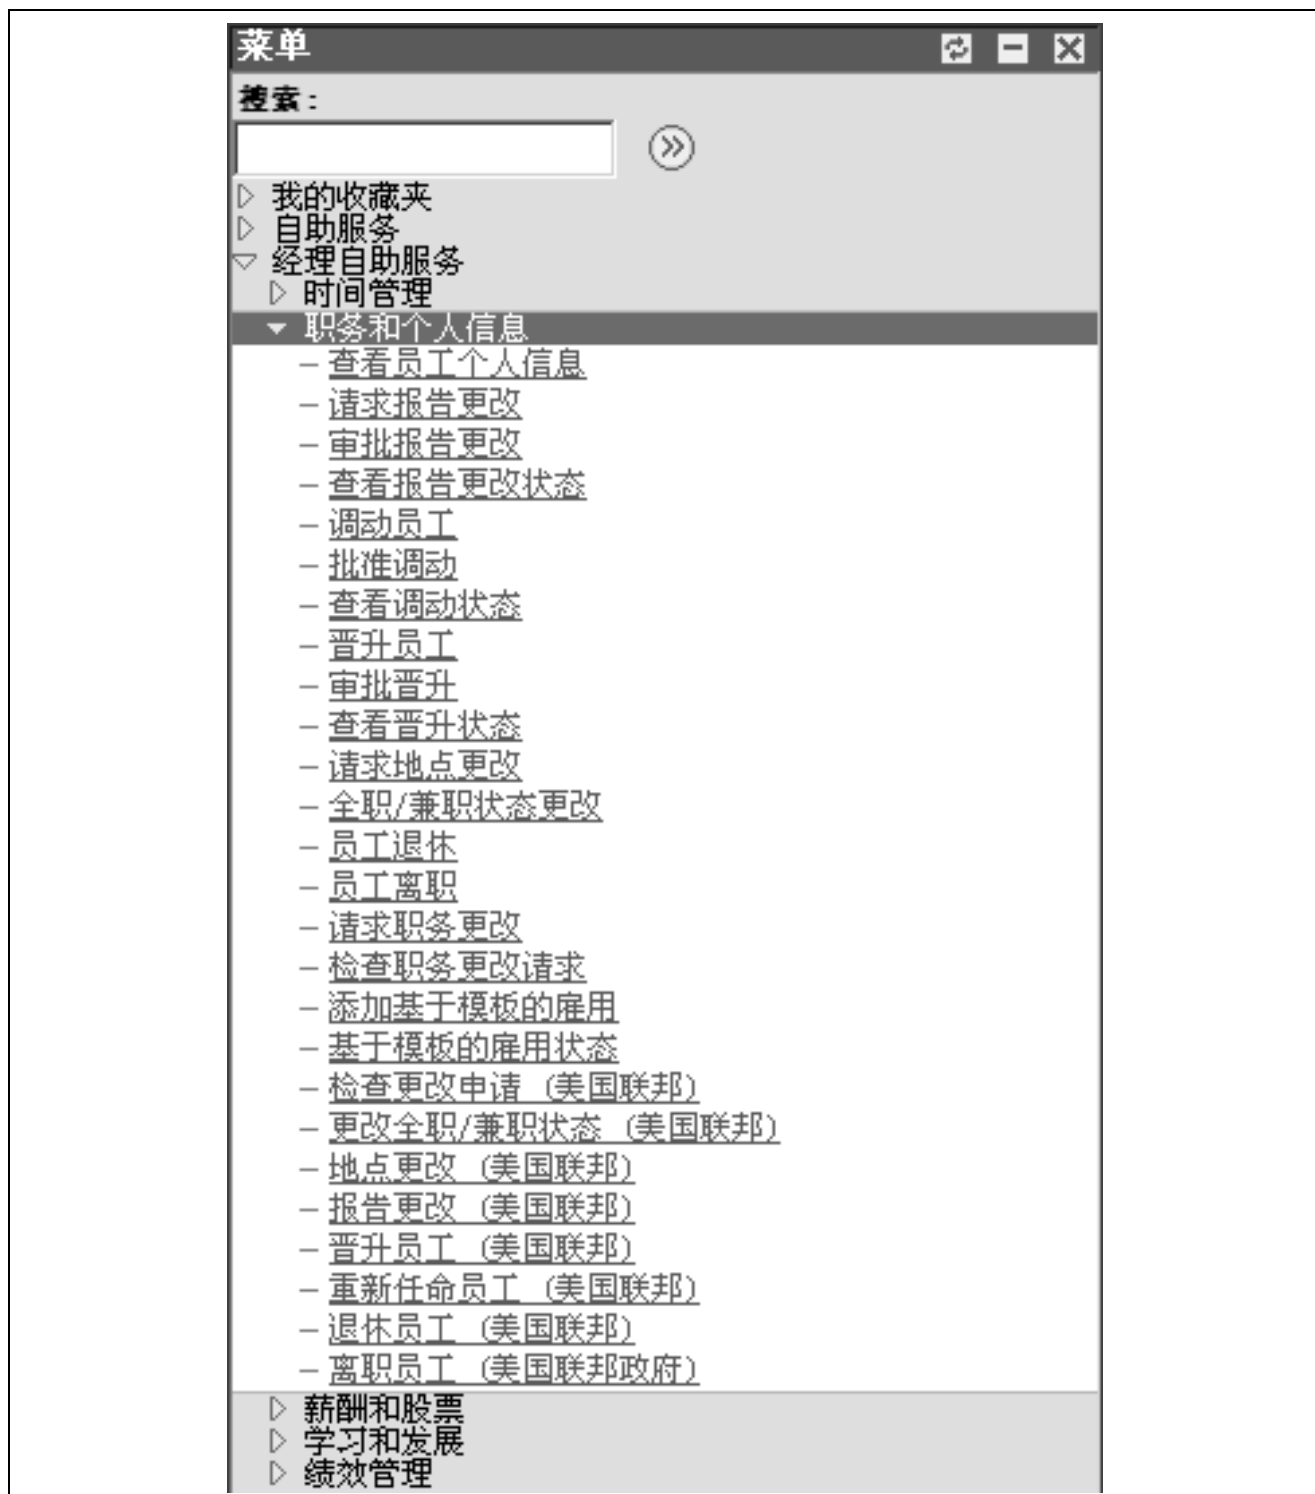 菜单
搜索：
我的收藏夹
自助服务
经理自助服务
时间管理
职务和个人信息
– 查看员工个人信息
– 请求报告更改
– 审批报告更改
– 查看报告更改状态
– 调动员工
– 批准调动
– 查看调动状态
– 晋升员工
– 审批晋升
– 查看晋升状态
– 请求地点更改
– 全职/兼职状态更改
– 员工退休
– 员工离职
– 请求职务更改
– 检查职务更改请求
– 添加基于模板的雇用
– 基于模板的雇用状态
– 检查更改申请 (美国联邦)
– 更改全职/兼职状态 (美国联邦)
– 地点更改 (美国联邦)
– 报告更改 (美国联邦)
– 晋升员工 (美国联邦)
– 重新任命员工 (美国联邦)
– 退休员工 (美国联邦)
– 离职员工 (美国联邦政府)
薪酬和股票
学习和发展
绩效管理